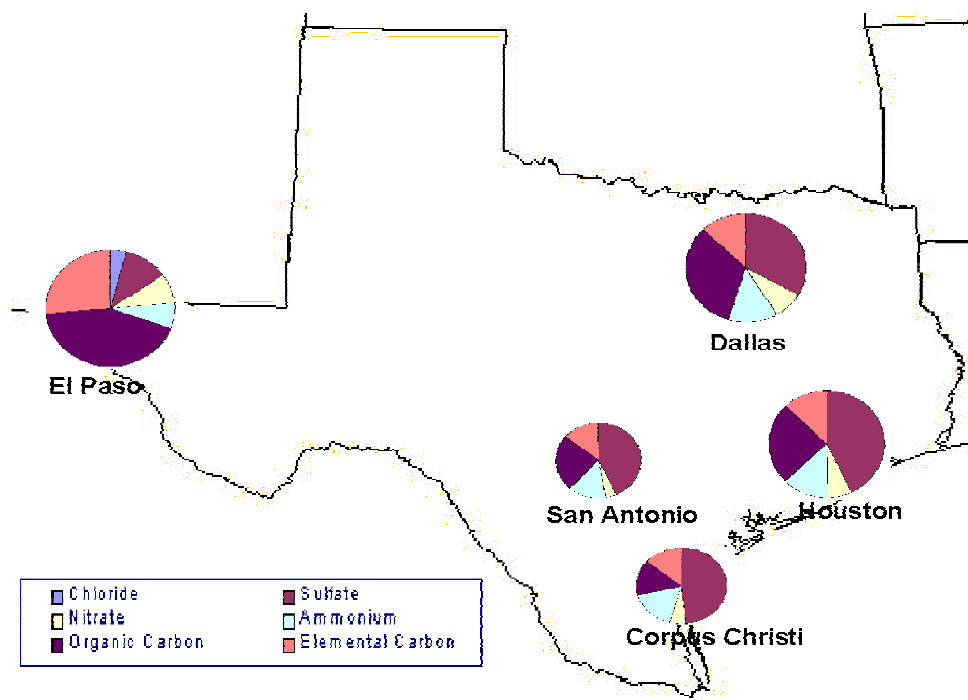 Dallas
El Paso
San Antonio
Houston
Corpus Christi
Chloride
Sulfate
Nitrate
Ammonium
Organic Carbon
Elemental Carbon